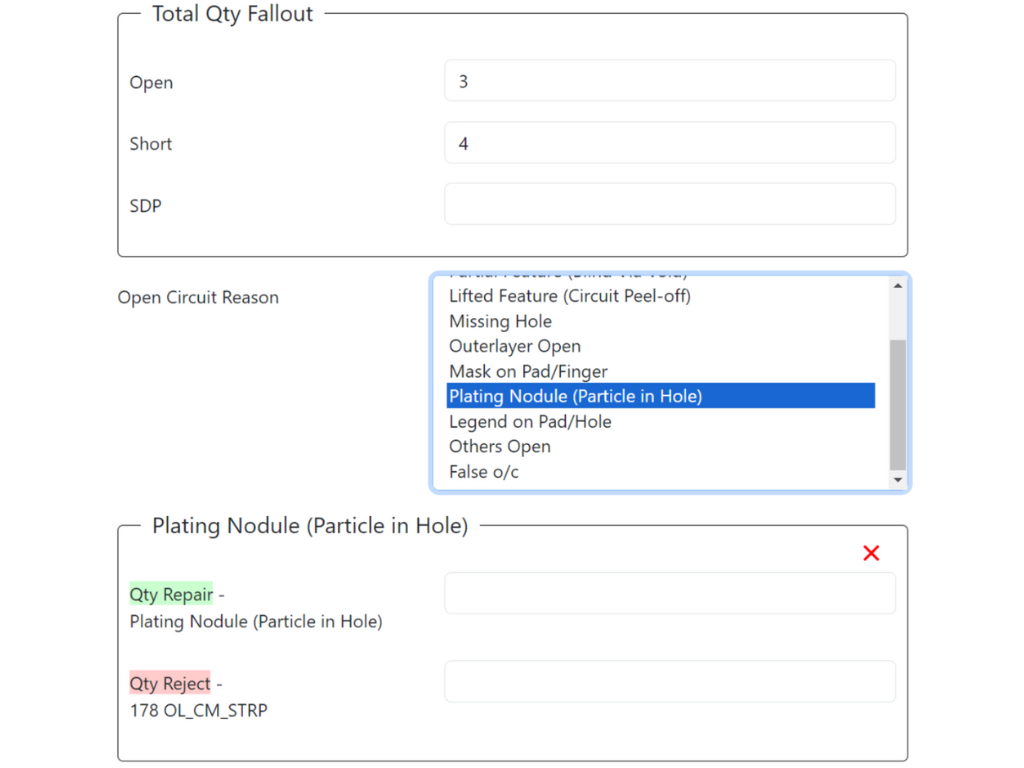 Total Qty Fallout
Open
3
Short
4
SDP
Open Circuit Reason
Lifted Feature (Circuit Peel-off)
Missing Hole
Outerlayer Open
Mask on Pad/Finger
Plating Nodule (Particle in Hole)
Legend on Pad/Hole
Others Open
False o/c
Plating Nodule (Particle in Hole)
Qty Repair -
Plating Nodule (Particle in Hole)
Qty Reject -
178 OL_CM_STRP